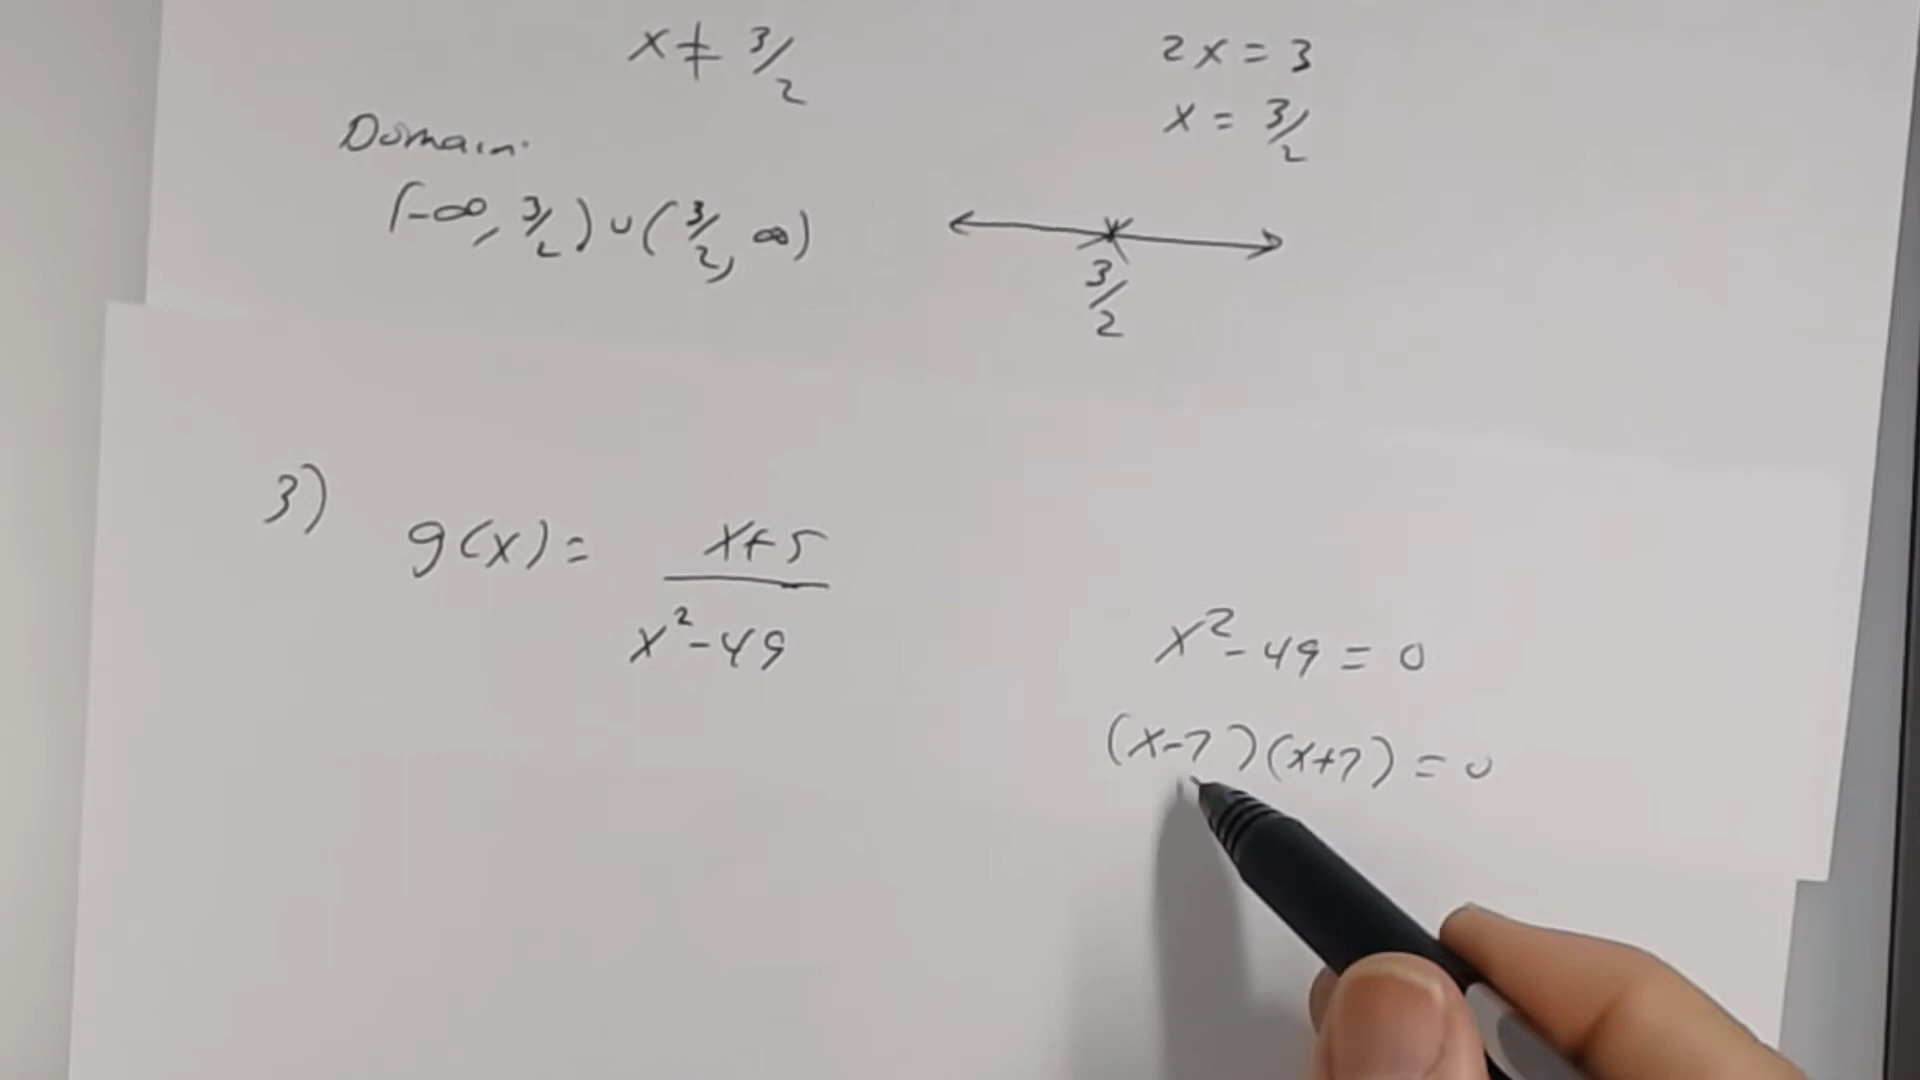 x ≠ 3/2
2x = 3
x = 3/2
Domain:
(-∞, 3/2) ∪ (3/2, ∞)
3/2
3)
g(x) = x+5
x²-49
x²-49 = 0
(x-7)(x+7) = 0